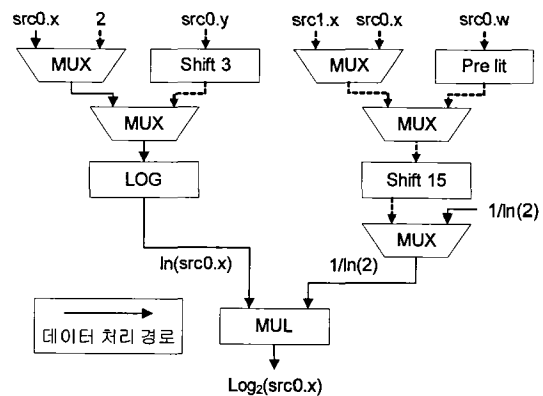 src0.x 2 src0.y src1.x src0.x src0.w
MUX Shift 3 MUX Pre lit
MUX MUX
LOG Shift 15
1/ln(2)
MUX
ln(src0.x) 1/ln(2)
MUL
데이터 처리 경로
Log₂(src0.x)